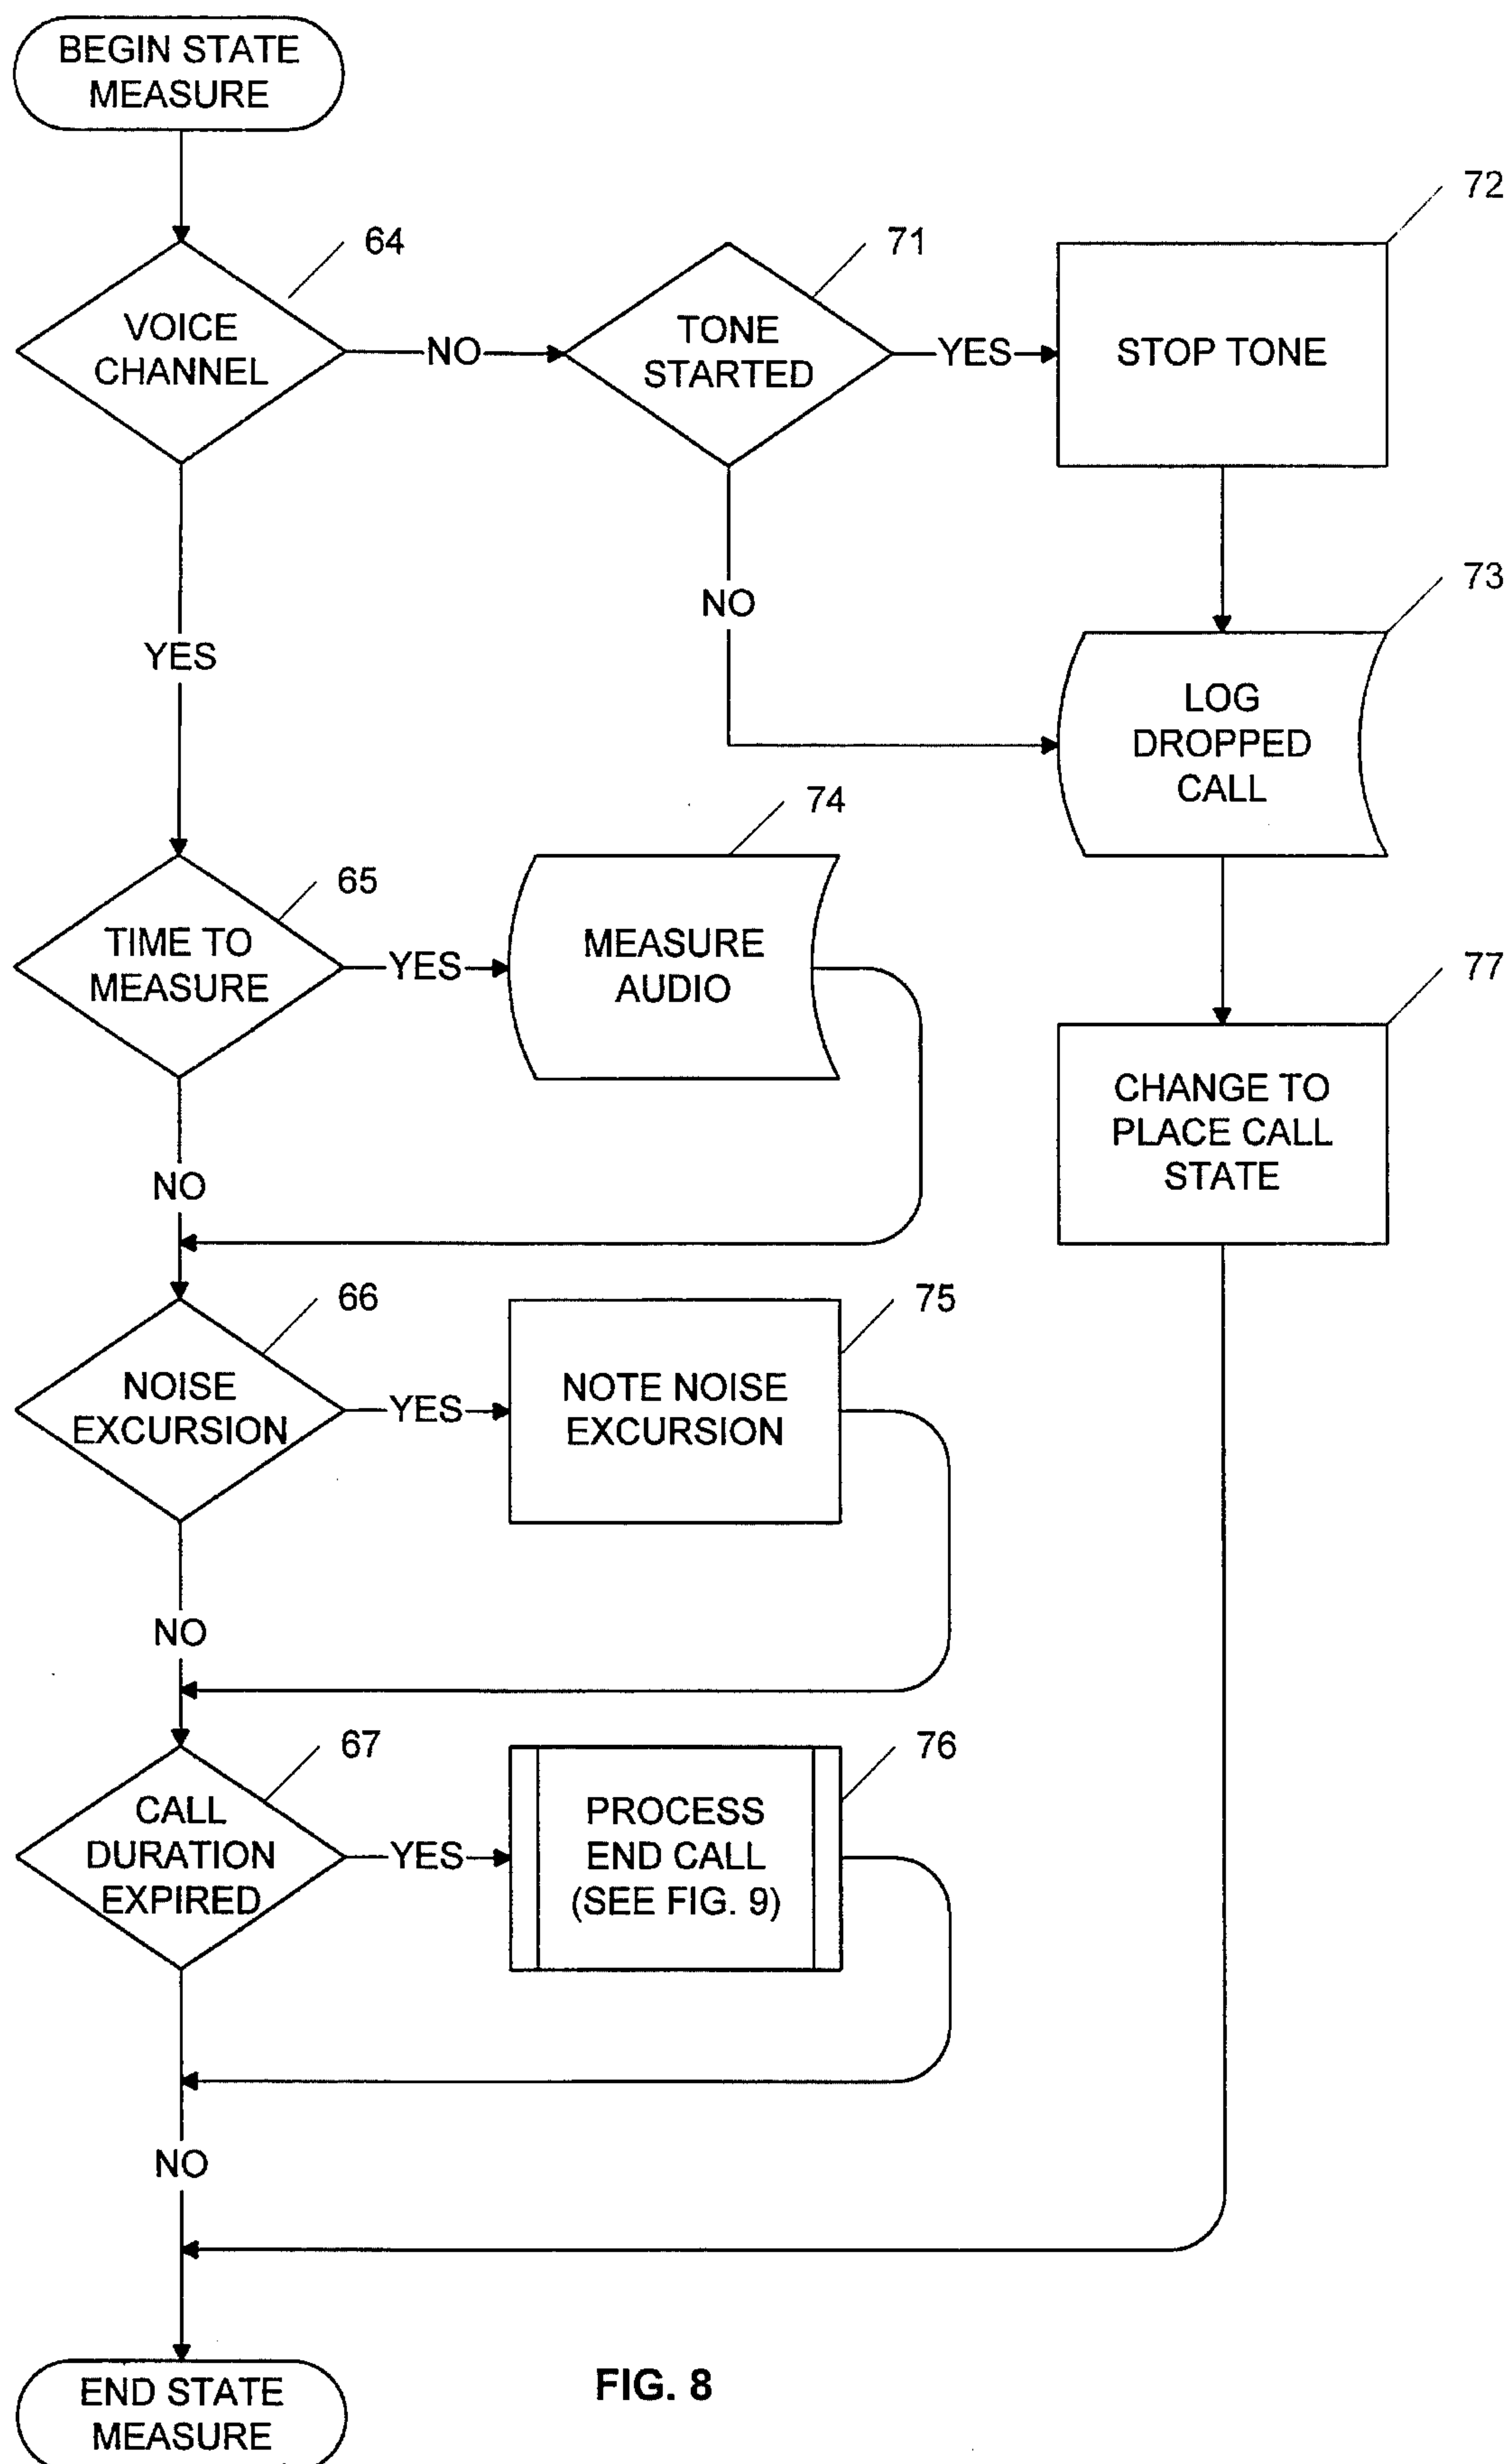 BEGIN STATE
MEASURE
72
64
71
VOICE
CHANNEL
NO
TONE
STARTED
YES
STOP TONE
73
NO
YES
LOG
DROPPED
CALL
74
65
77
TIME TO
MEASURE
YES
MEASURE
AUDIO
CHANGE TO
PLACE CALL
STATE
NO
66
75
NOISE
EXCURSION
YES
NOTE NOISE
EXCURSION
NO
67
76
CALL
DURATION
EXPIRED
YES
PROCESS
END CALL
(SEE FIG. 9)
NO
END STATE
MEASURE
FIG. 8